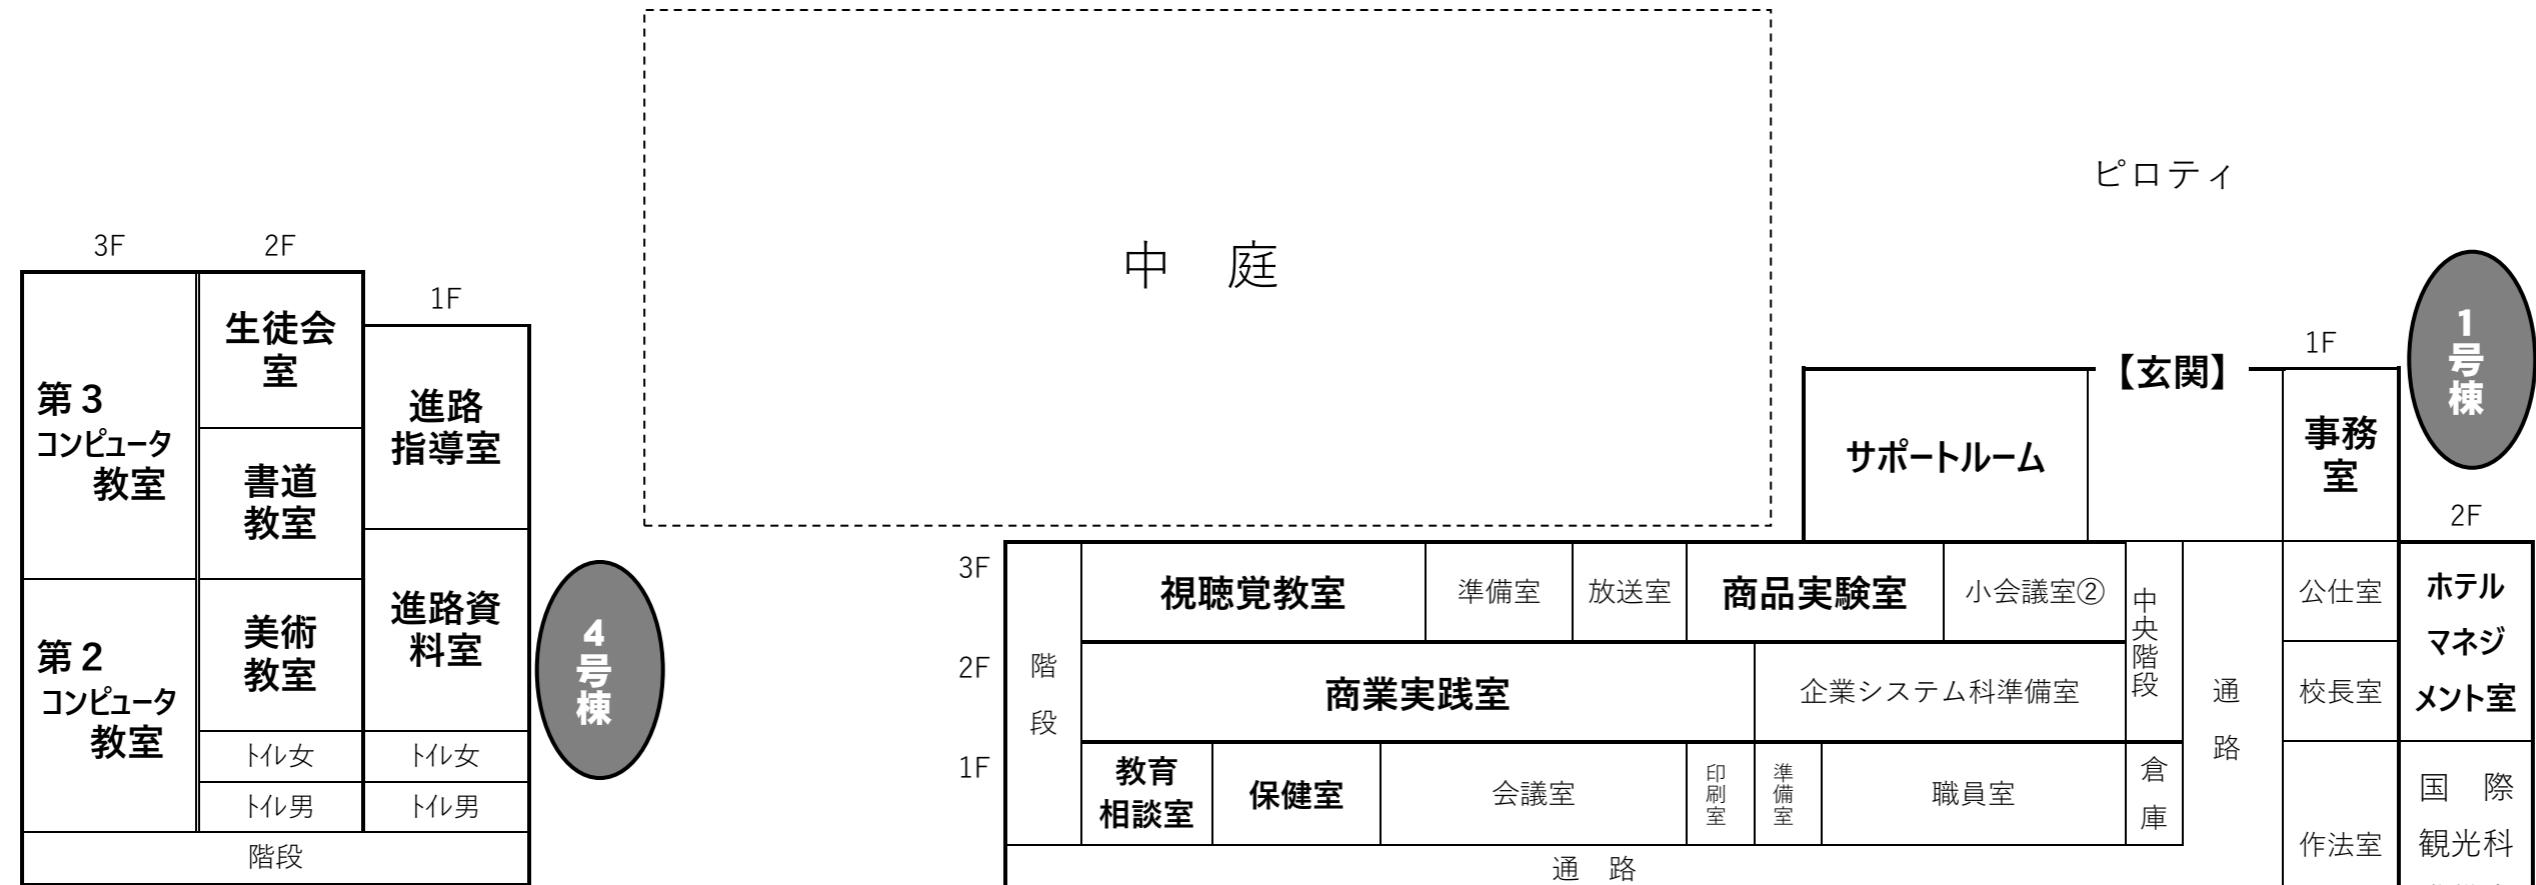 ピロティ
中　庭
3F
2F
1F
生徒会
室
第３
コンピュータ
教室
書道
教室
進路
指導室
第２
コンピュータ
教室
美術
教室
進路資
料室
ﾄｲﾚ女
ﾄｲﾚ女
ﾄｲﾚ男
ﾄｲﾚ男
階段
4号棟
【玄関】
1F
1号棟
サポートルーム
事務
室
2F
3F
視聴覚教室
準備室
放送室
商品実験室
小会議室②
中央階段
通路
公仕室
ホテル
マネジ
メント室
2F
階段
商業実践室
企業システム科準備室
校長室
1F
教育
相談室
保健室
会議室
印刷室
準備室
職員室
倉庫
作法室
国　際
観光科
通　路